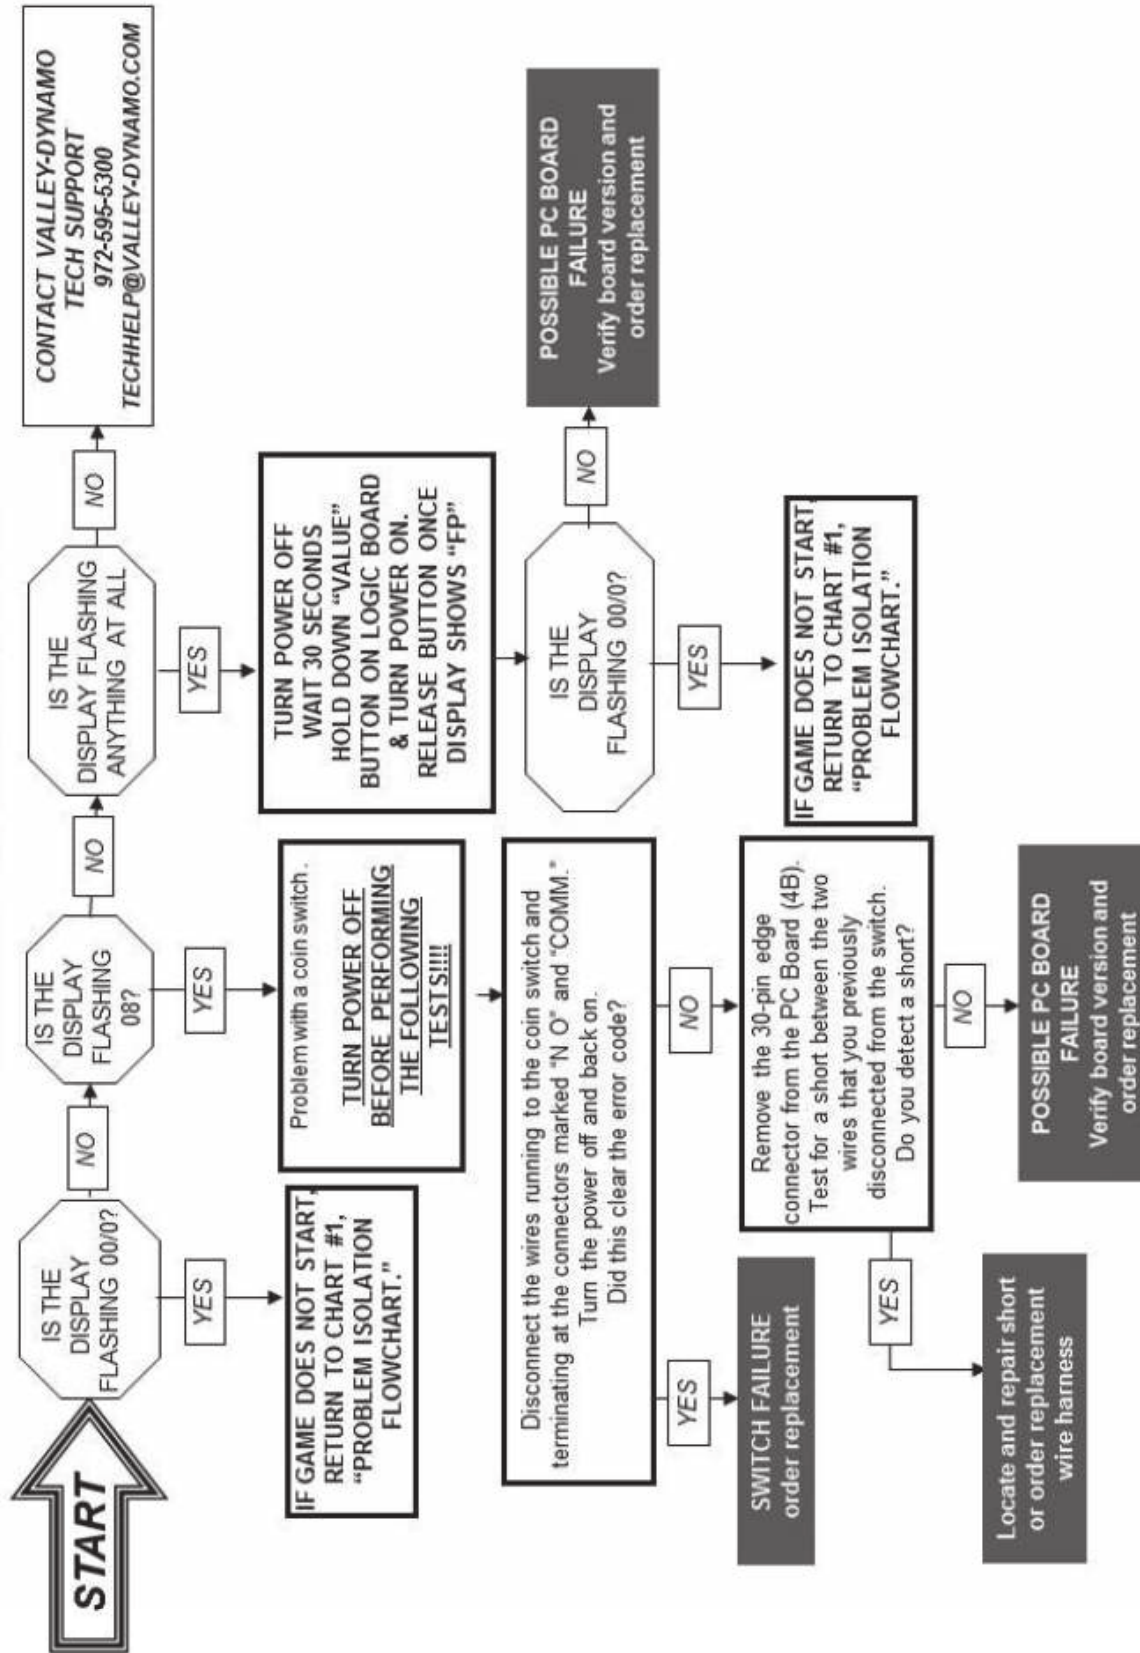 START
IS THE
DISPLAY
FLASHING 00/0?
NO
YES
IF GAME DOES NOT START,
RETURN TO CHART #1,
“PROBLEM ISOLATION
FLOWCHART.”
IS THE
DISPLAY
FLASHING
08?
NO
YES
Problem with a coin switch.
TURN POWER OFF
BEFORE PERFORMING
THE FOLLOWING
TESTS!!!!
Disconnect the wires running to the coin switch and
terminating at the connectors marked “N O” and “COMM.”
Turn the power off and back on.
Did this clear the error code?
YES
SWITCH FAILURE
order replacement
NO
Remove the 30-pin edge
connector from the PC Board (4B).
Test for a short between the two
wires that you previously
disconnected from the switch.
Do you detect a short?
YES
Locate and repair short
or order replacement
wire harness
NO
POSSIBLE PC BOARD
FAILURE
Verify board version and
order replacement
IS THE
DISPLAY FLASHING
ANYTHING AT ALL
NO
CONTACT VALLEY-DYNAMO
TECH SUPPORT
972-595-5300
TECHHELP@VALLEY-DYNAMO.COM
YES
TURN POWER OFF
WAIT 30 SECONDS
HOLD DOWN “VALUE”
BUTTON ON LOGIC BOARD
& TURN POWER ON.
RELEASE BUTTON ONCE
DISPLAY SHOWS “FP”
IS THE
DISPLAY
FLASHING 00/0?
NO
POSSIBLE PC BOARD
FAILURE
Verify board version and
order replacement
YES
IF GAME DOES NOT START,
RETURN TO CHART #1,
“PROBLEM ISOLATION
FLOWCHART.”